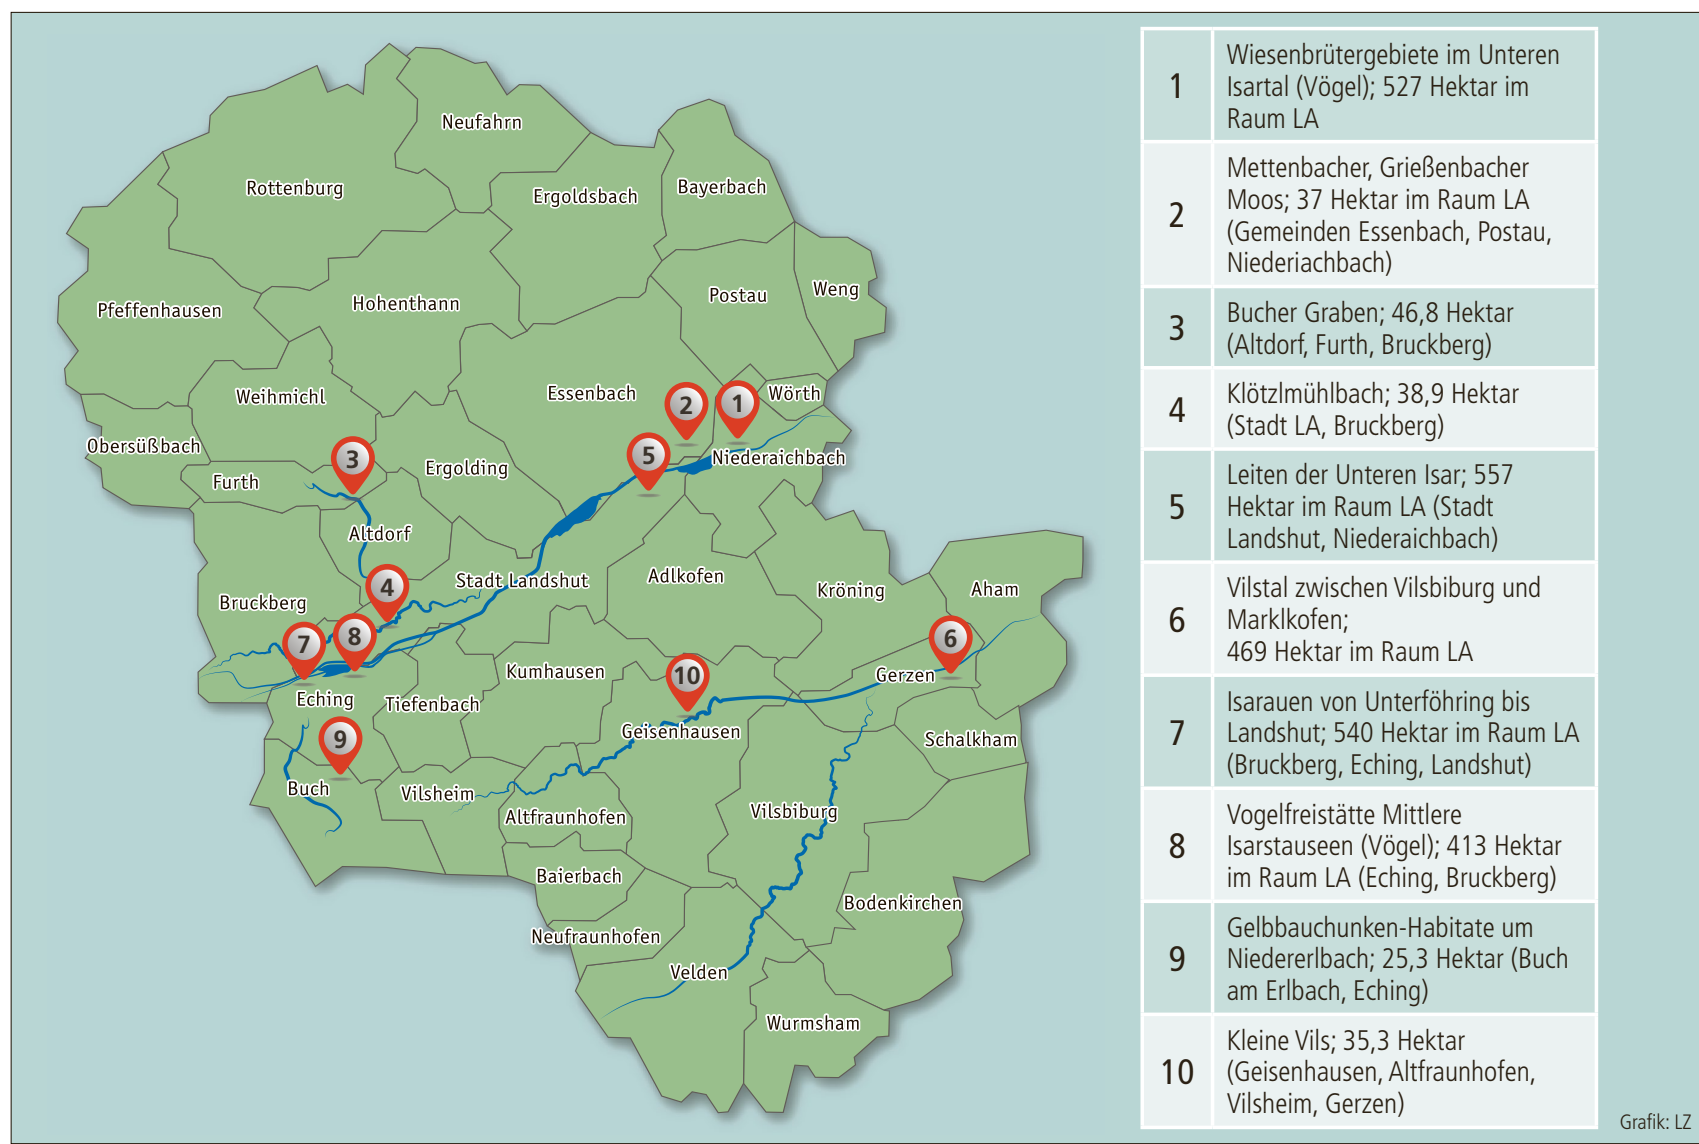 Neufahrn
Rottenburg
Ergoldsbach
Bayerbach
Pfeffenhausen
Hohenthann
Postau
Weng
Weihmichl
Essenbach
Wörth
2
1
Obersüßbach
3
Ergolding
5
Niederaichbach
Furth
Altdorf
Stadt Landshut
Adlkofen
Kröning
Aham
4
Bruckberg
7
8
6
Kumhausen
10
Gerzen
Eching
Tiefenbach
9
Geisenhausen
Schalkham
Buch
Vilsheim
Altfraunhofen
Vilsbiburg
Baierbach
Bodenkirchen
Neufraunhofen
Velden
Wurmsham
1
Wiesenbrütergebiete im Unteren
Isartal (Vögel); 527 Hektar im
Raum LA
2
Mettenbacher, Grießenbacher
Moos; 37 Hektar im Raum LA
(Gemeinden Essenbach, Postau,
Niederiachbach)
3
Bucher Graben; 46,8 Hektar
(Altdorf, Furth, Bruckberg)
4
Klötzlmühlbach; 38,9 Hektar
(Stadt LA, Bruckberg)
5
Leiten der Unteren Isar; 557
Hektar im Raum LA (Stadt
Landshut, Niederaichbach)
6
Vilstal zwischen Vilsbiburg und
Marklkofen;
469 Hektar im Raum LA
7
Isarauen von Unterföhring bis
Landshut; 540 Hektar im Raum LA
(Bruckberg, Eching, Landshut)
8
Vogelfreistätte Mittlere
Isarstauseen (Vögel); 413 Hektar
im Raum LA (Eching, Bruckberg)
9
Gelbbauchunken-Habitate um
Niedererlbach; 25,3 Hektar (Buch
am Erlbach, Eching)
10
Kleine Vils; 35,3 Hektar
(Geisenhausen, Altfraunhofen,
Vilsheim, Gerzen)
Grafik: LZ